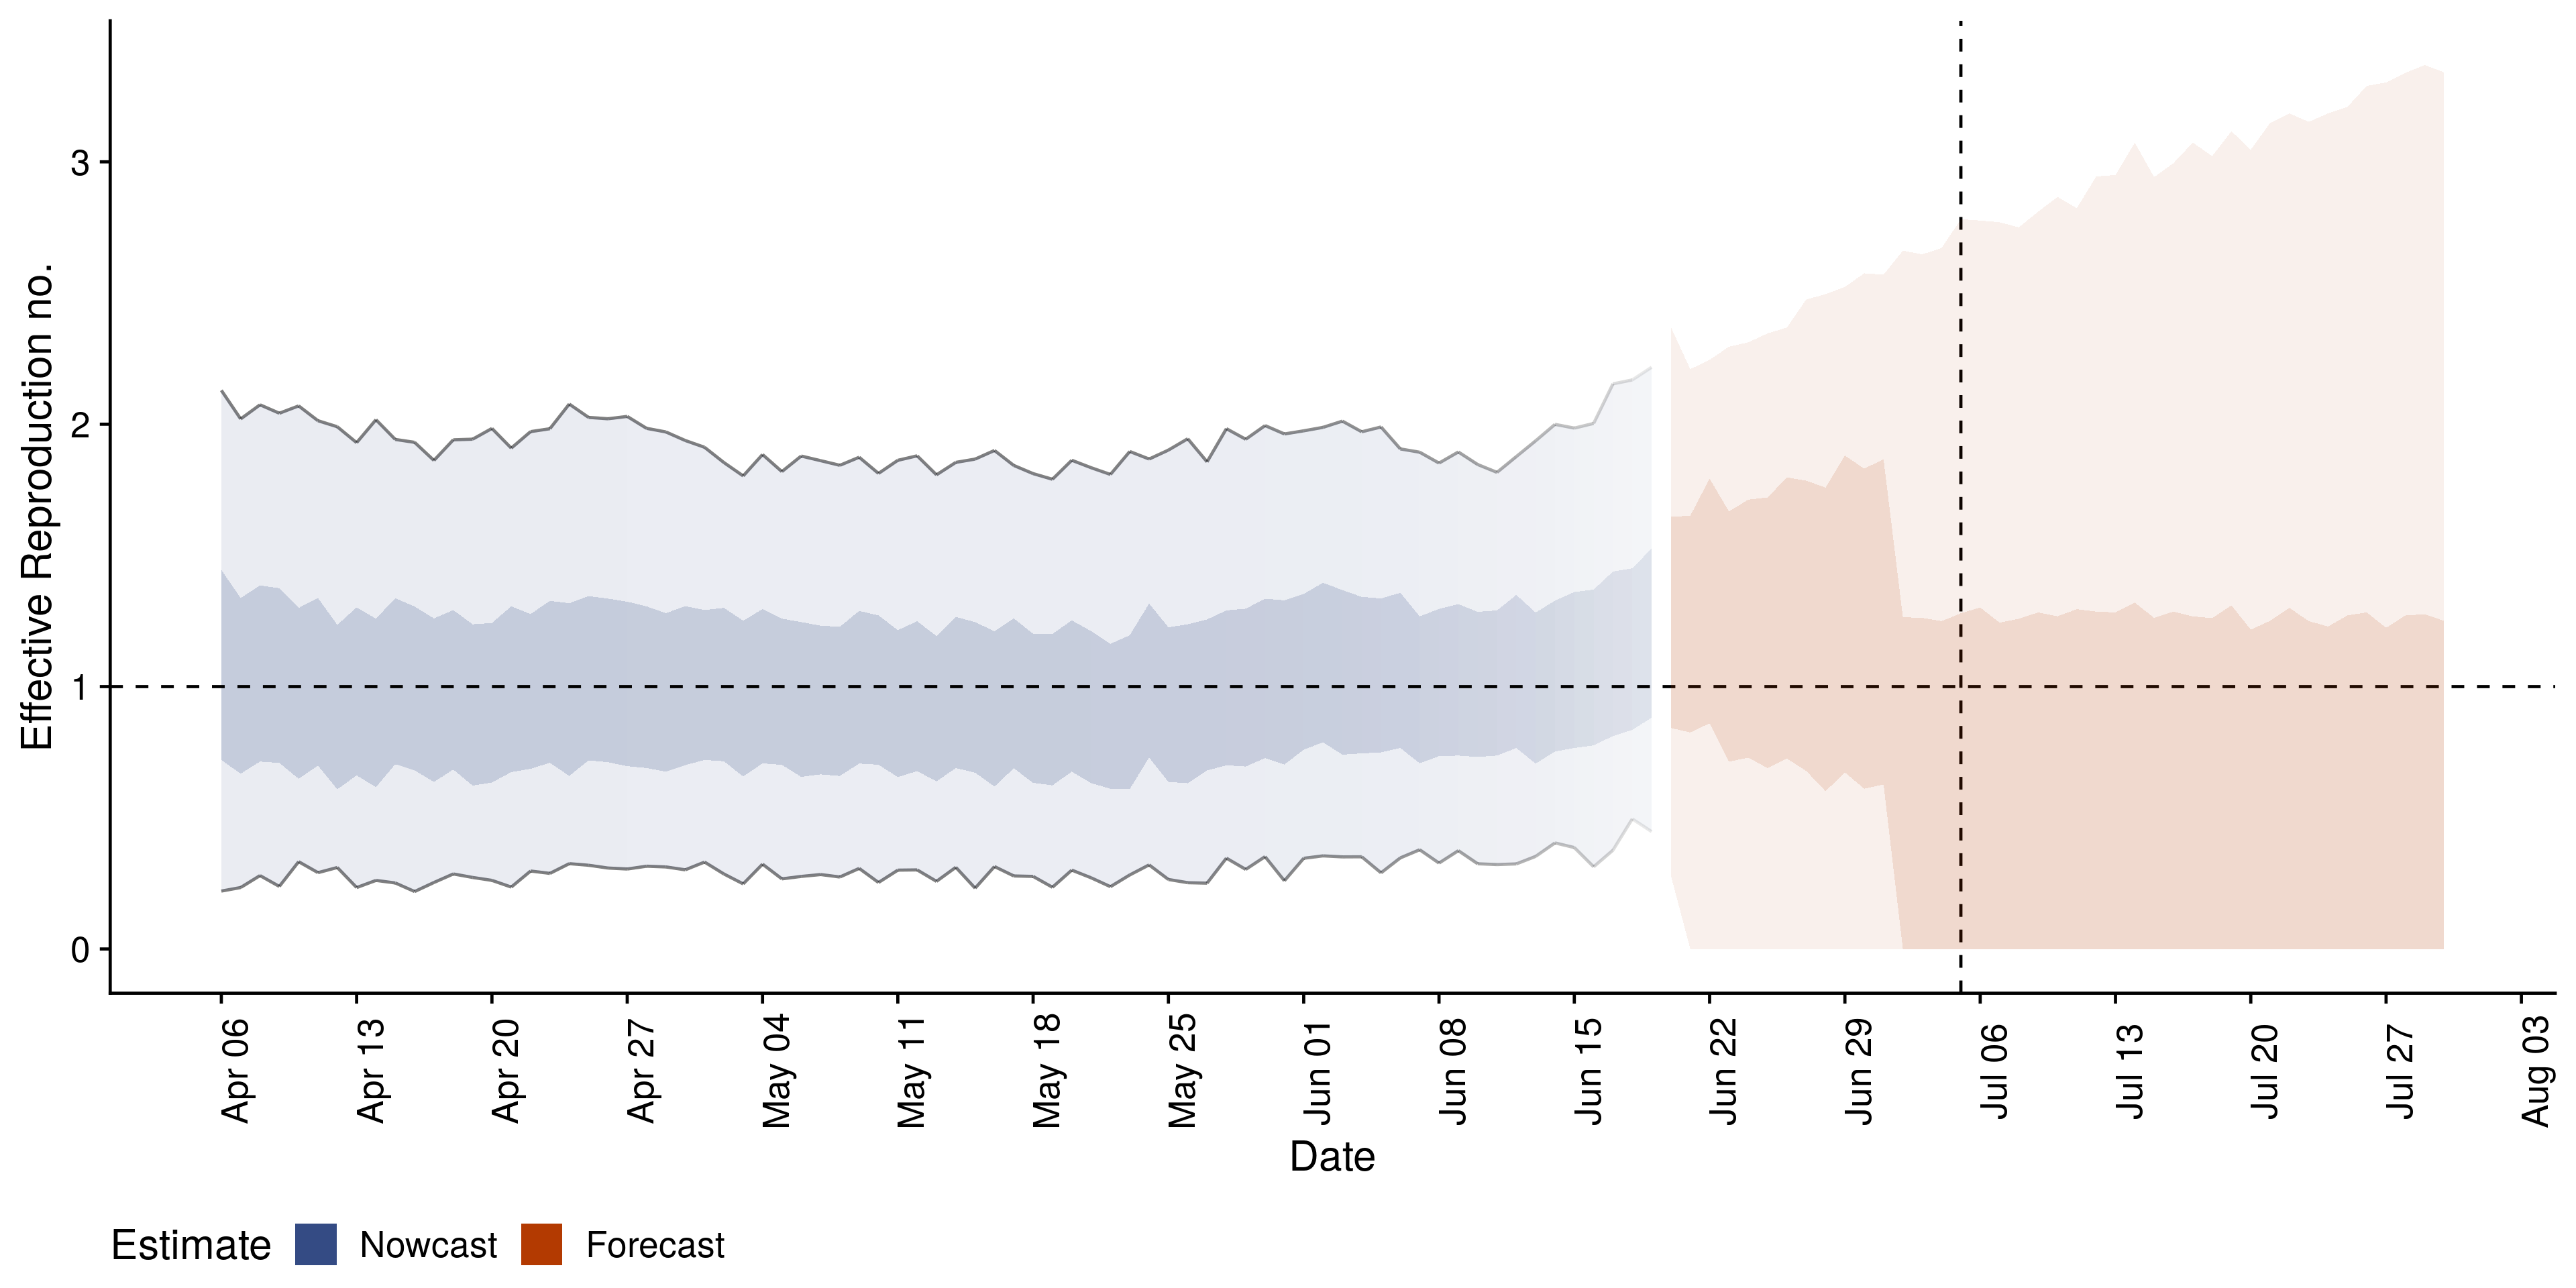 Effective Reproduction no.
3
2
1
0
Apr 06
Apr 13
Apr 20
Apr 27
May 04
May 11
May 18
May 25
Jun 01
Jun 08
Jun 15
Jun 22
Jun 29
Jul 06
Jul 13
Jul 20
Jul 27
Aug 03
Date
Estimate Nowcast Forecast